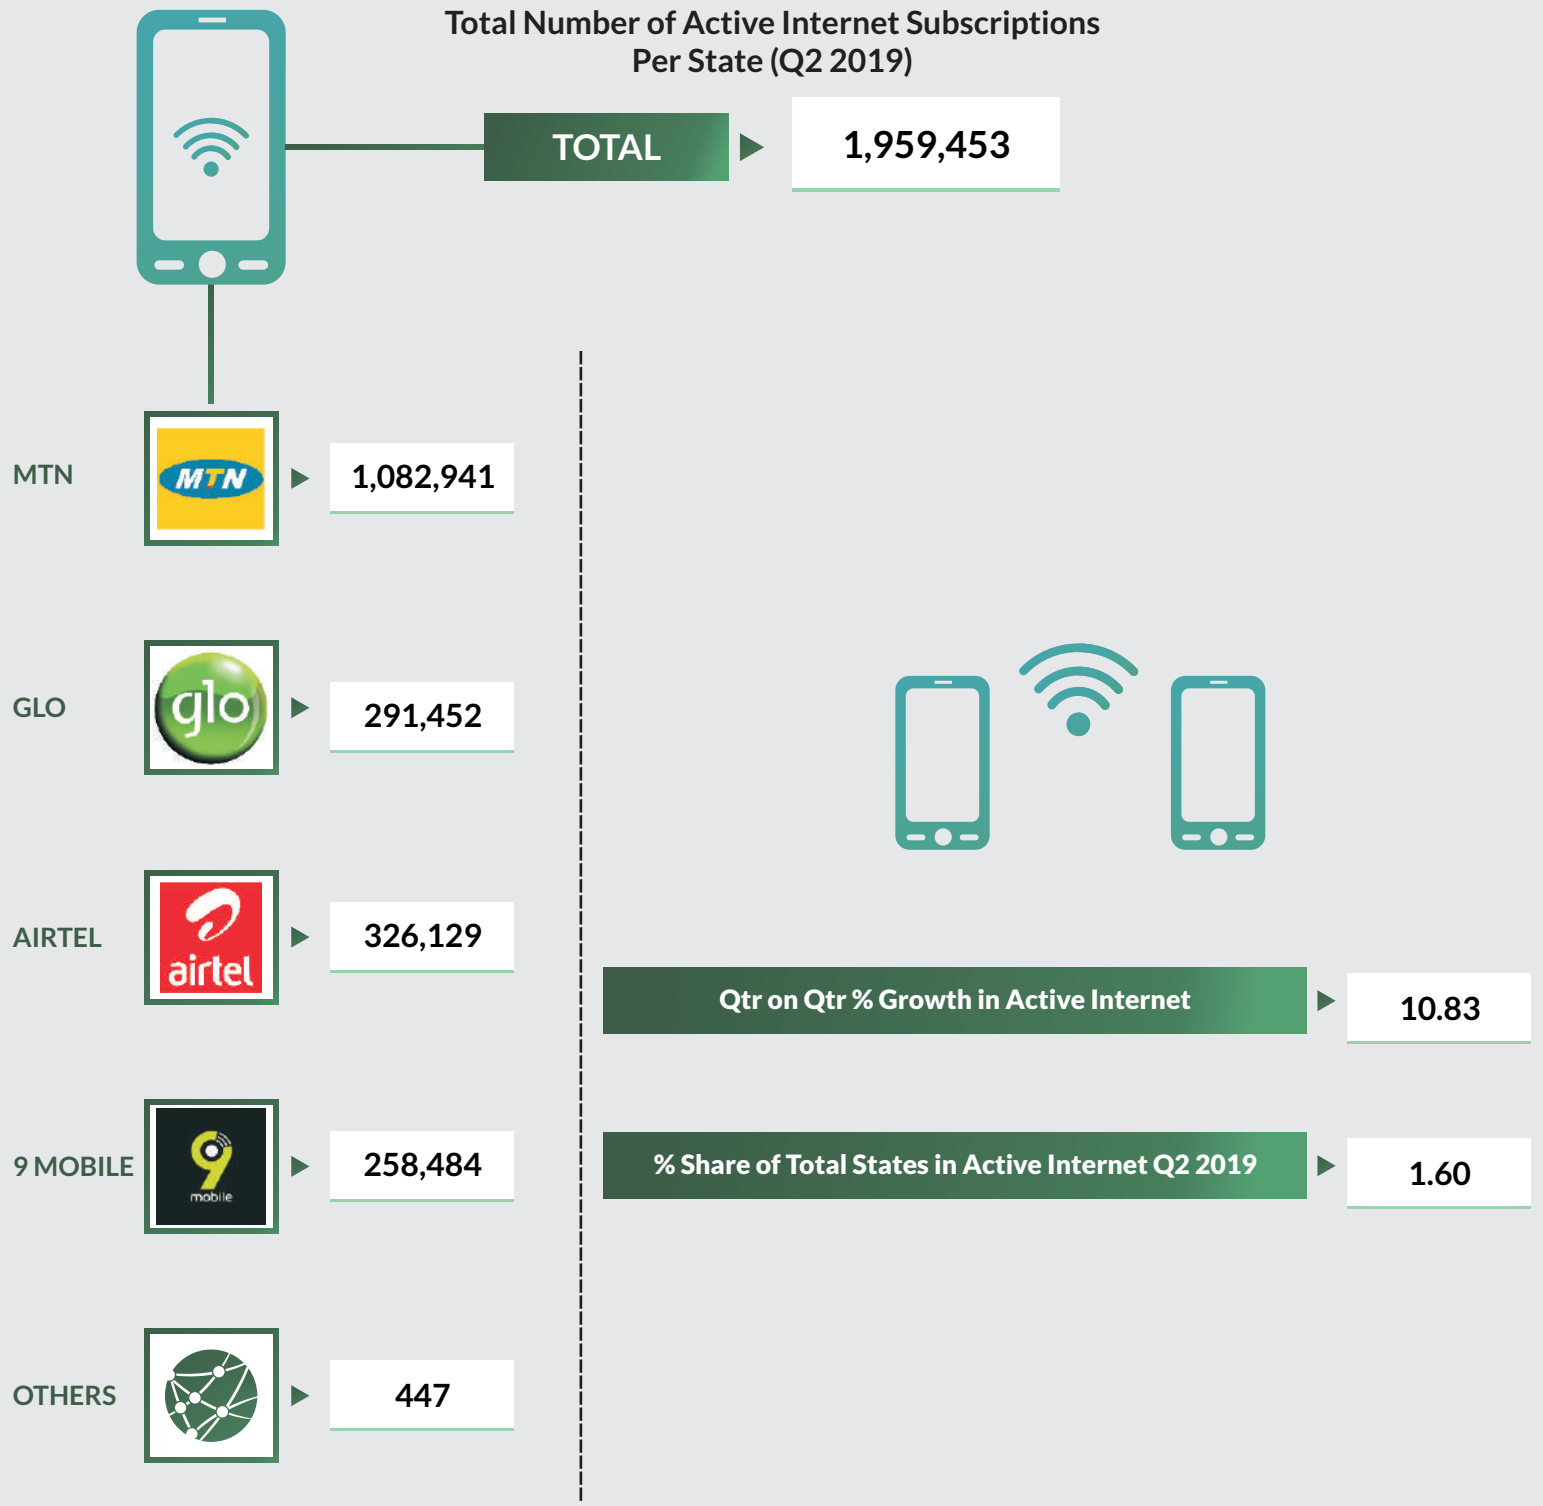 Total Number of Active Internet Subscriptions
Per State (Q2 2019)
TOTAL
1,959,453
MTN
MTN
1,082,941
GLO
glo
291,452
AIRTEL
airtel
326,129
9 MOBILE
9
mobile
258,484
OTHERS
447
Qtr on Qtr % Growth in Active Internet
10.83
% Share of Total States in Active Internet Q2 2019
1.60